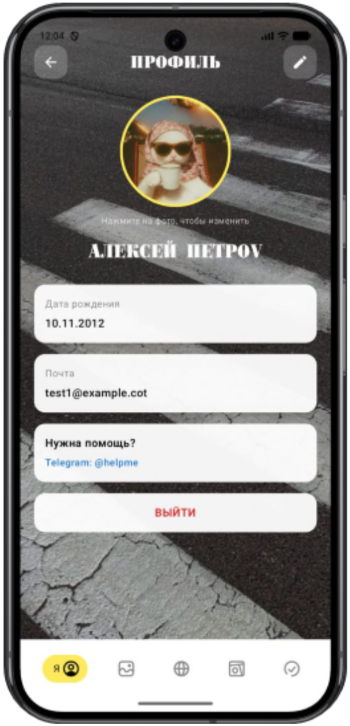 12:04
ПРОФИЛЬ
Нажмите на фото, чтобы изменить
АЛЕКСЕЙ ПЕТРОV
Дата рождения
10.11.2012
Почта
test1@example.cot
Нужна помощь?
Telegram: @helpme
ВЫЙТИ
Я